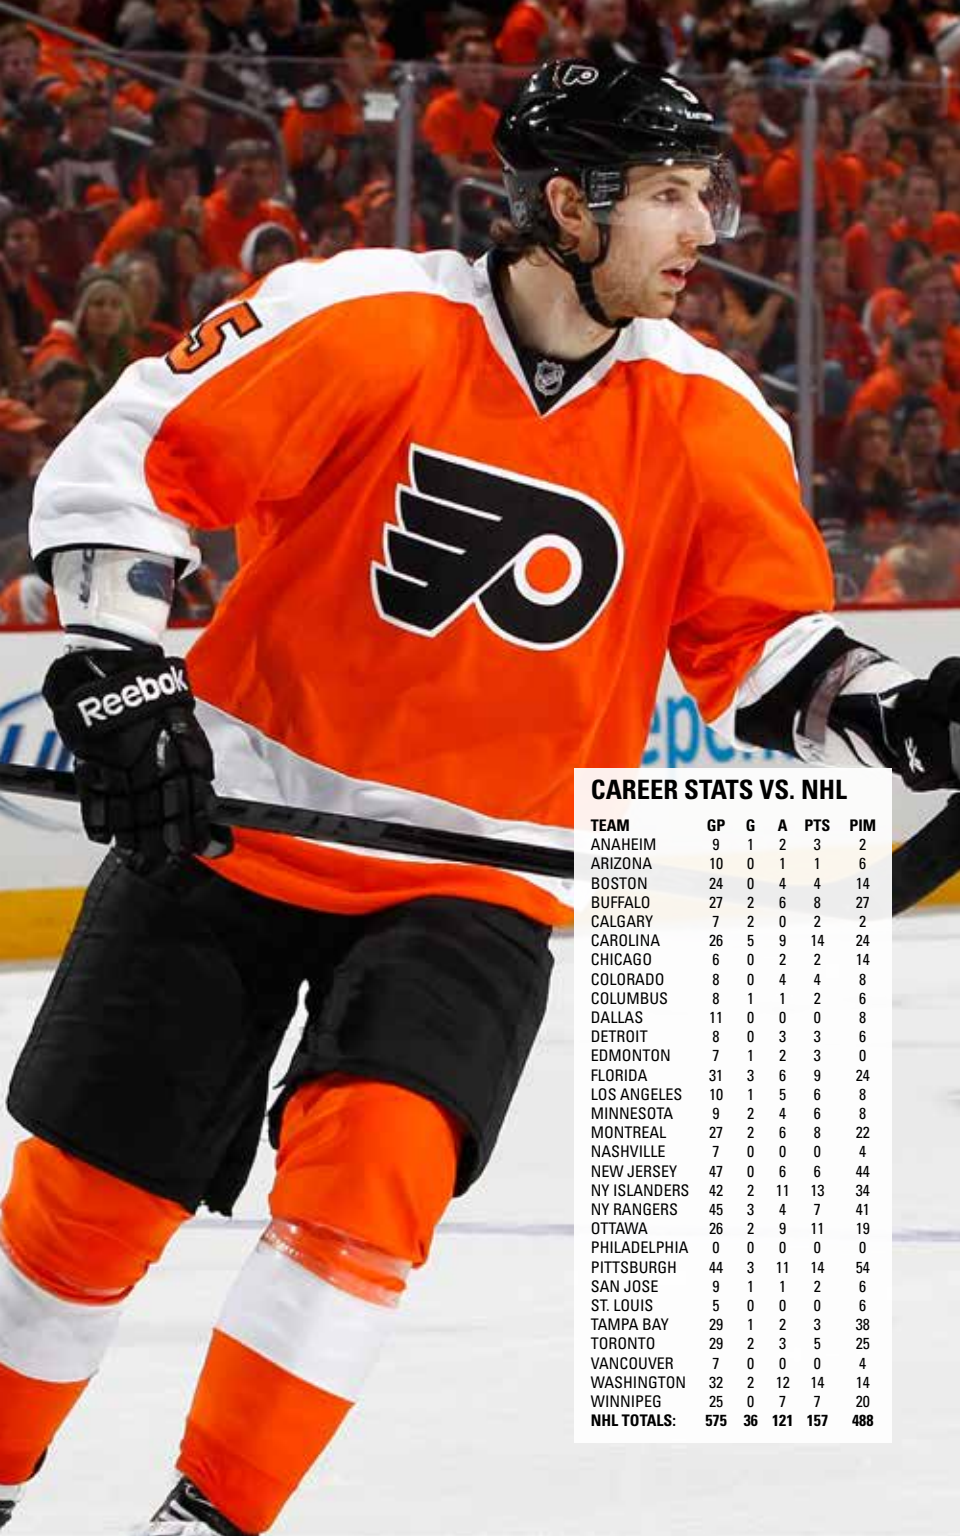 5
Reebok
epen
CAREER STATS VS. NHL
TEAM GP G A PTS PIM
ANAHEIM 9 1 2 3 2
ARIZONA 10 0 1 1 6
BOSTON 24 0 4 4 14
BUFFALO 27 2 6 8 27
CALGARY 7 2 0 2 2
CAROLINA 26 5 9 14 24
CHICAGO 6 0 2 2 14
COLORADO 8 0 4 4 8
COLUMBUS 8 1 1 2 6
DALLAS 11 0 0 0 8
DETROIT 8 0 3 3 6
EDMONTON 7 1 2 3 0
FLORIDA 31 3 6 9 24
LOS ANGELES 10 1 5 6 8
MINNESOTA 9 2 4 6 8
MONTREAL 27 2 6 8 22
NASHVILLE 7 0 0 0 4
NEW JERSEY 47 0 6 6 44
NY ISLANDERS 42 2 11 13 34
NY RANGERS 45 3 4 7 41
OTTAWA 26 2 9 11 19
PHILADELPHIA 0 0 0 0 0
PITTSBURGH 44 3 11 14 54
SAN JOSE 9 1 1 2 6
ST. LOUIS 5 0 0 0 6
TAMPA BAY 29 1 2 3 38
TORONTO 29 2 3 5 25
VANCOUVER 7 0 0 0 4
WASHINGTON 32 2 12 14 14
WINNIPEG 25 0 7 7 20
NHL TOTALS: 575 36 121 157 488